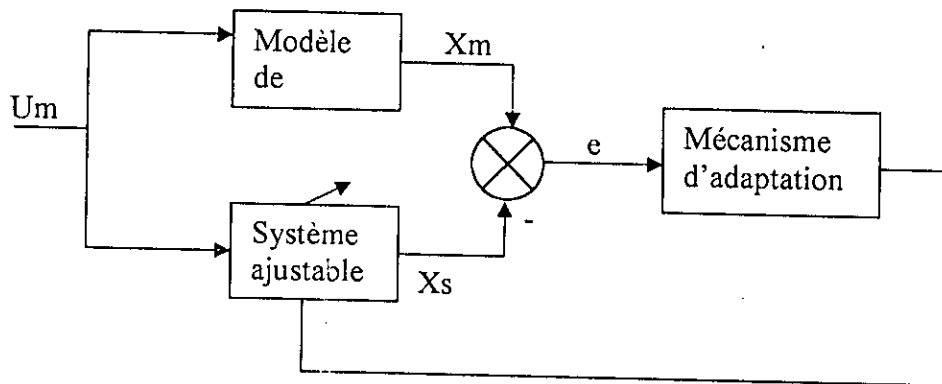 Modèle
de
Xm
Um
e
Mécanisme
d'adaptation
-
Système
ajustable
Xs